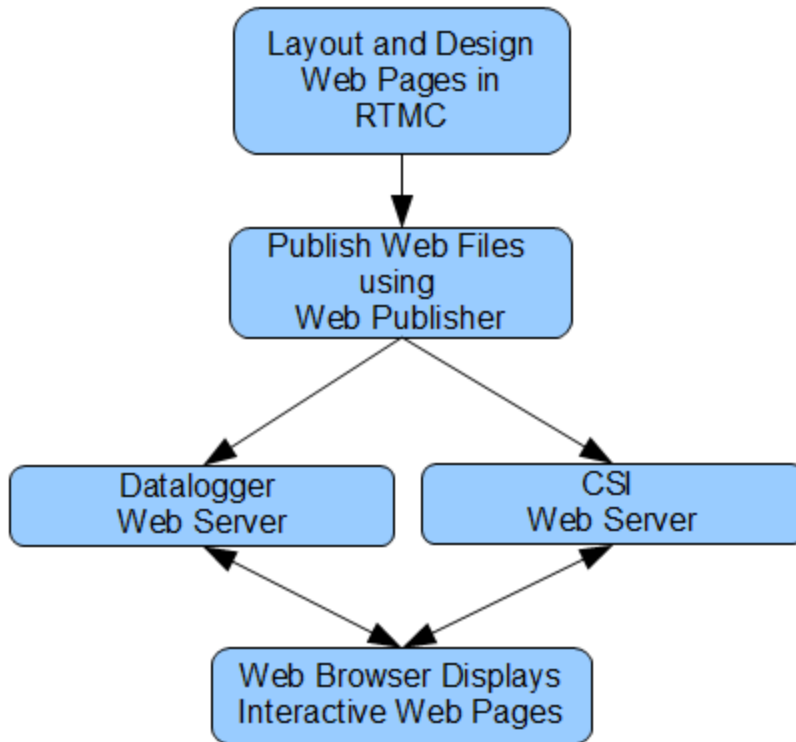 Layout and Design
Web Pages in
RTMC
Publish Web Files
using
Web Publisher
Datalogger
Web Server
CSI
Web Server
Web Browser Displays
Interactive Web Pages